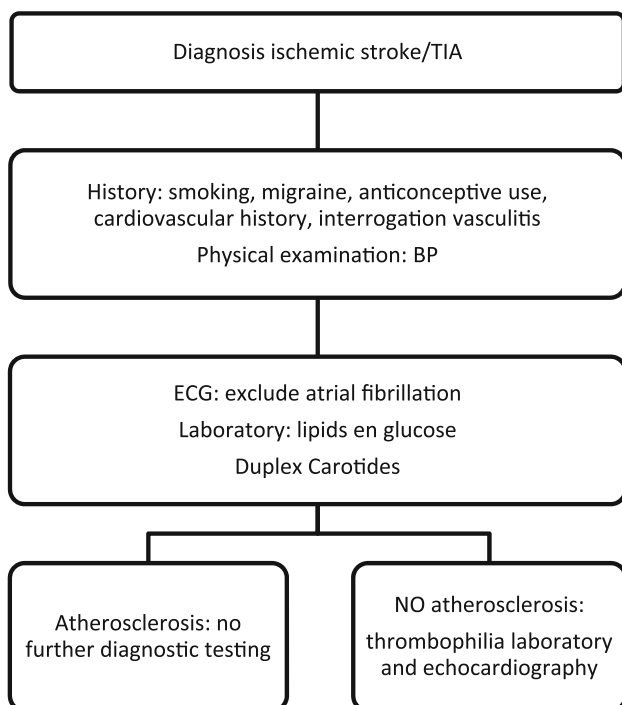 Diagnosis ischemic stroke/TIA
History: smoking, migraine, anticonceptive use,
cardiovascular history, interrogation vasculitis
Physical examination: BP
ECG: exclude atrial fibrillation
Laboratory: lipids en glucose
Duplex Carotides
Atherosclerosis: no
further diagnostic testing
NO atherosclerosis:
thrombophilia laboratory
and echocardiography